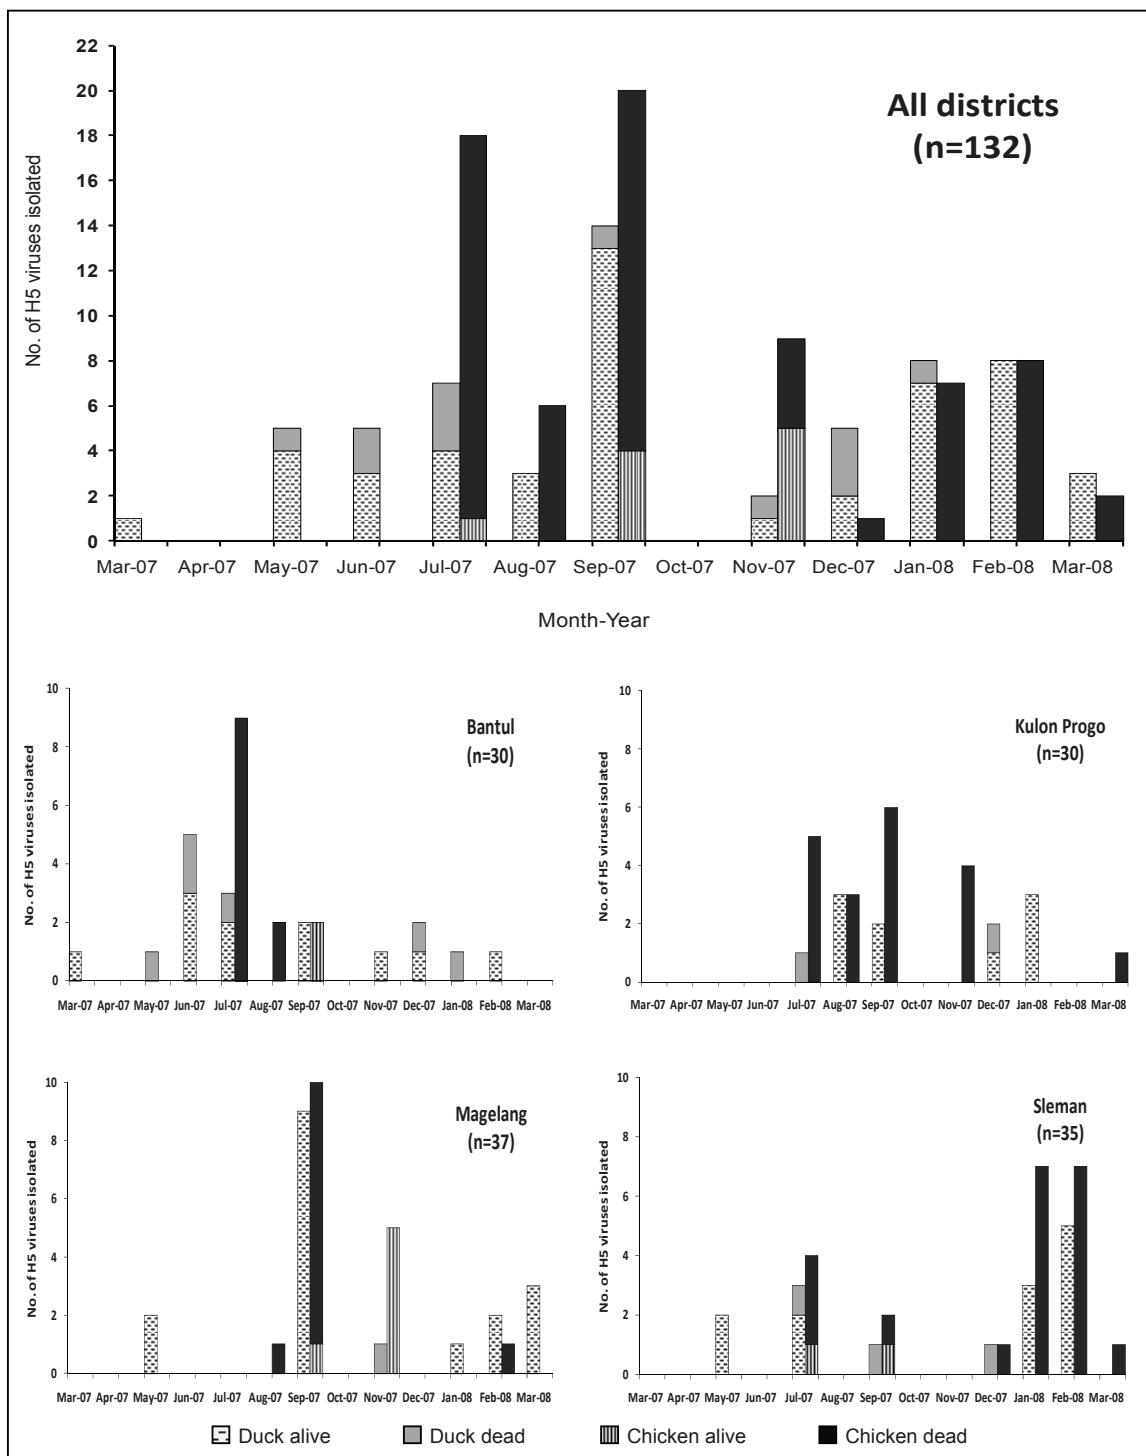 22
20
18
16
14
12
10
8
6
4
2
0
No. of H5 viruses isolated
All districts
(n=132)
Mar-07 Apr-07 May-07 Jun-07 Jul-07 Aug-07 Sep-07 Oct-07 Nov-07 Dec-07 Jan-08 Feb-08 Mar-08
Month-Year
10
8
6
4
2
0
No. of H5 viruses isolated
Bantul
(n=30)
Mar-07 Apr-07 May-07 Jun-07 Jul-07 Aug-07 Sep-07 Oct-07 Nov-07 Dec-07 Jan-08 Feb-08 Mar-08
10
8
6
4
2
0
No. of H5 viruses isolated
Kulon Progo
(n=30)
Mar-07 Apr-07 May-07 Jun-07 Jul-07 Aug-07 Sep-07 Oct-07 Nov-07 Dec-07 Jan-08 Feb-08 Mar-08
10
8
6
4
2
0
No. of H5 viruses isolated
Magelang
(n=37)
Mar-07 Apr-07 May-07 Jun-07 Jul-07 Aug-07 Sep-07 Oct-07 Nov-07 Dec-07 Jan-08 Feb-08 Mar-08
10
8
6
4
2
0
No. of H5 viruses isolated
Sleman
(n=35)
Mar-07 Apr-07 May-07 Jun-07 Jul-07 Aug-07 Sep-07 Oct-07 Nov-07 Dec-07 Jan-08 Feb-08 Mar-08
Duck alive Duck dead Chicken alive Chicken dead